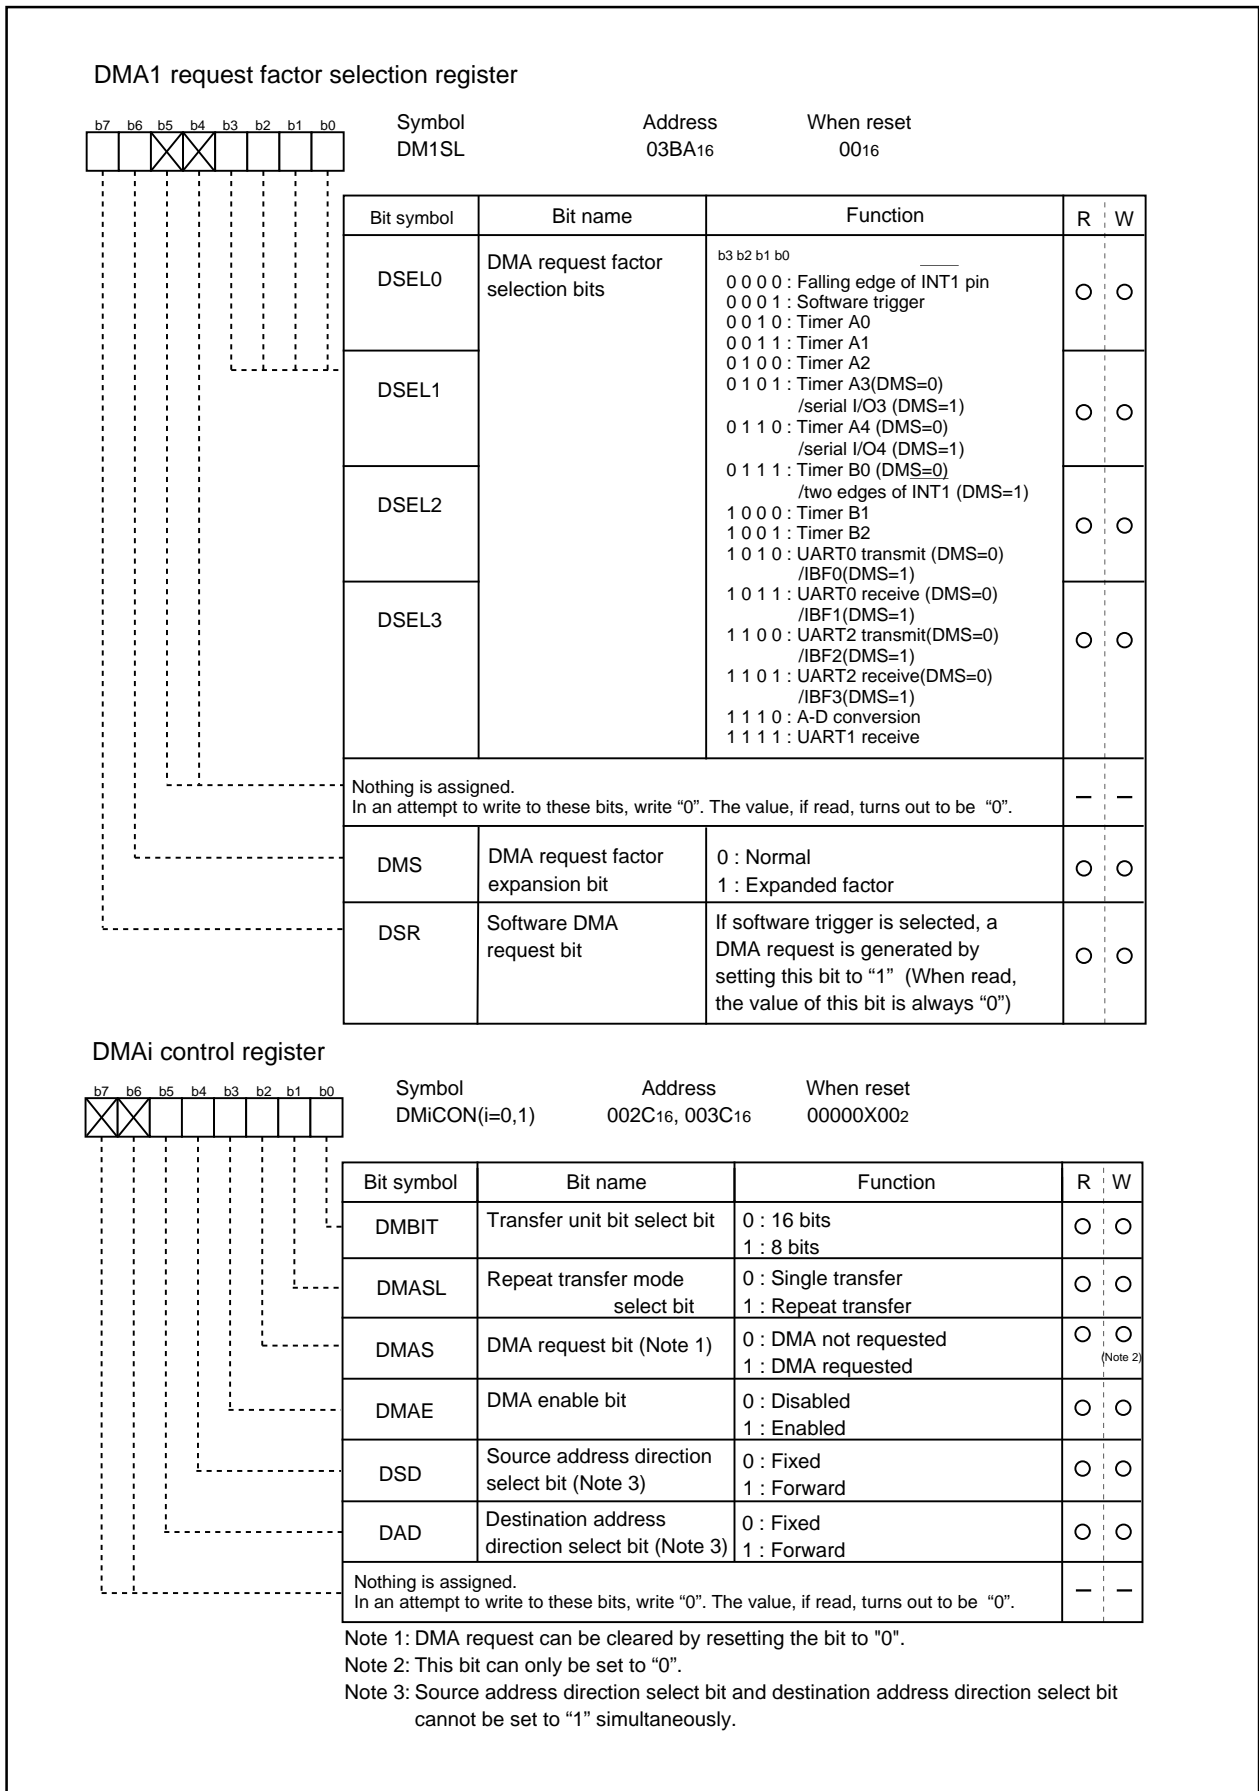 DMA1 request factor selection register
b7 b6 b5 b4 b3 b2 b1 b0
Symbol Address When reset
DM1SL 03BA16 0016
Bit symbol Bit name Function R W
DSEL0 DMA request factor selection bits
b3 b2 b1 b0
0 0 0 0 : Falling edge of INT1 pin
0 0 0 1 : Software trigger
0 0 1 0 : Timer A0
0 0 1 1 : Timer A1
0 1 0 0 : Timer A2
DSEL1
0 1 0 1 : Timer A3(DMS=0)
/serial I/O3 (DMS=1)
0 1 1 0 : Timer A4 (DMS=0)
/serial I/O4 (DMS=1)
0 1 1 1 : Timer B0 (DMS=0)
/two edges of INT1 (DMS=1)
DSEL2
1 0 0 0 : Timer B1
1 0 0 1 : Timer B2
1 0 1 0 : UART0 transmit (DMS=0)
/IBF0(DMS=1)
1 0 1 1 : UART0 receive (DMS=0)
/IBF1(DMS=1)
DSEL3
1 1 0 0 : UART2 transmit(DMS=0)
/IBF2(DMS=1)
1 1 0 1 : UART2 receive(DMS=0)
/IBF3(DMS=1)
1 1 1 0 : A-D conversion
1 1 1 1 : UART1 receive
Nothing is assigned.
In an attempt to write to these bits, write “0”. The value, if read, turns out to be “0”.
DMS
DMA request factor
expansion bit
0 : Normal
1 : Expanded factor
DSR
Software DMA
request bit
If software trigger is selected, a
DMA request is generated by
setting this bit to “1” (When read,
the value of this bit is always “0”)
DMAi control register
b7 b6 b5 b4 b3 b2 b1 b0
Symbol Address When reset
DMiCON(i=0,1) 002C16, 003C16 00000X002
Bit symbol Bit name Function R W
DMBIT
Transfer unit bit select bit
0 : 16 bits
1 : 8 bits
DMASL
Repeat transfer mode
select bit
0 : Single transfer
1 : Repeat transfer
DMAS
DMA request bit (Note 1)
0 : DMA not requested
1 : DMA requested
(Note 2)
DMAE
DMA enable bit
0 : Disabled
1 : Enabled
DSD
Source address direction
select bit (Note 3)
0 : Fixed
1 : Forward
DAD
Destination address
direction select bit (Note 3)
0 : Fixed
1 : Forward
Nothing is assigned.
In an attempt to write to these bits, write “0”. The value, if read, turns out to be “0”.
Note 1: DMA request can be cleared by resetting the bit to "0".
Note 2: This bit can only be set to “0”.
Note 3: Source address direction select bit and destination address direction select bit
cannot be set to “1” simultaneously.